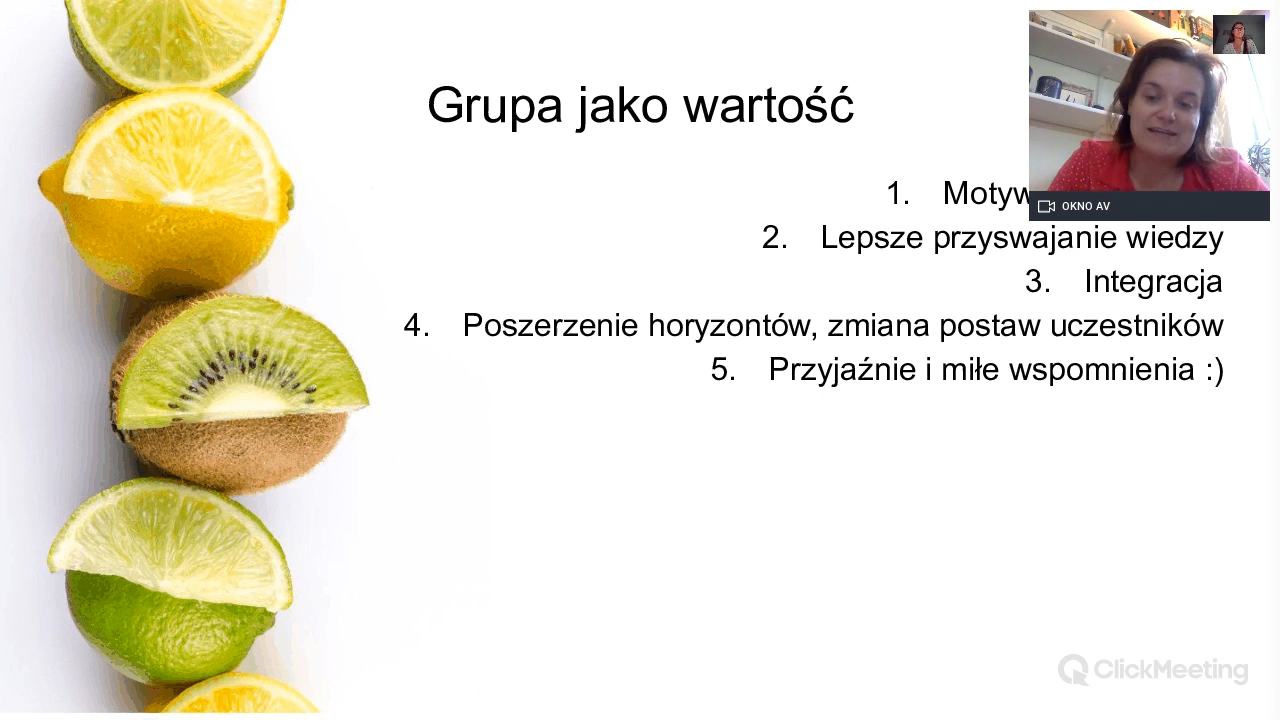 Grupa jako wartość
1.
OKNO AV
2. Lepsze przyswajanie wiedzy
3. Integracja
4. Poszerzenie horyzontów, zmiana postaw uczestników
5. Przyjaźnie i miłe wspomnienia :)
ClickMeeting